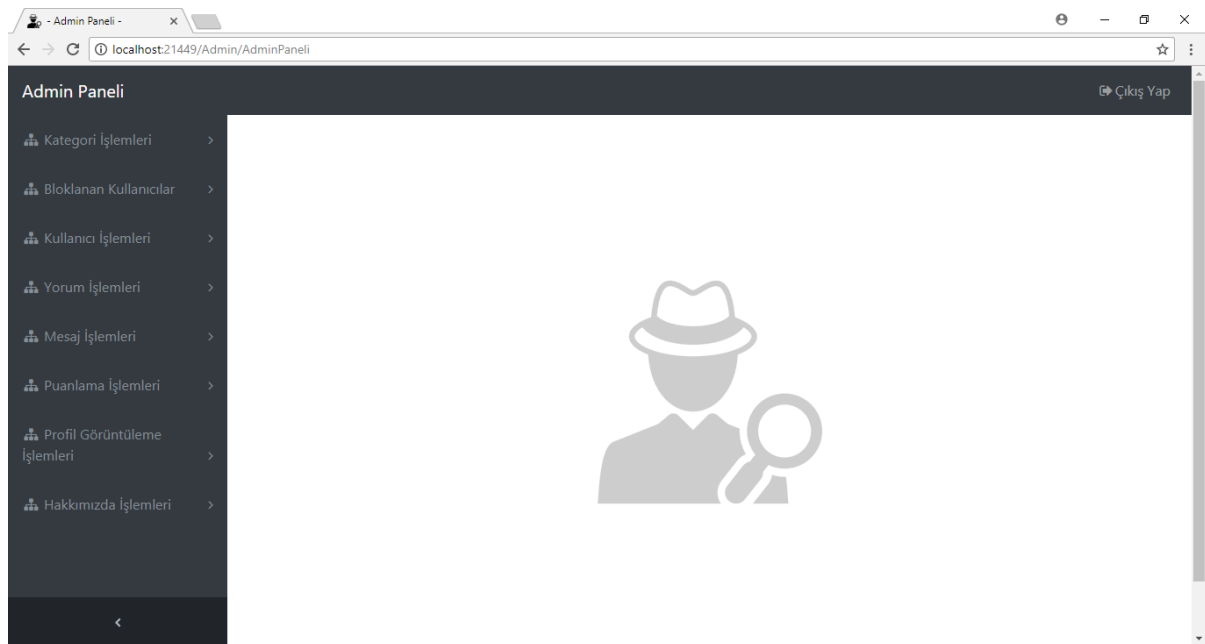 - Admin Paneli -
localhost:21449/Admin/AdminPaneli
Admin Paneli
Çıkış Yap
Kategori İşlemleri
Bloklanan Kullanıcılar
Kullanıcı İşlemleri
Yorum İşlemleri
Mesaj İşlemleri
Puanlama İşlemleri
Profil Görüntüleme
İşlemleri
Hakkımızda İşlemleri